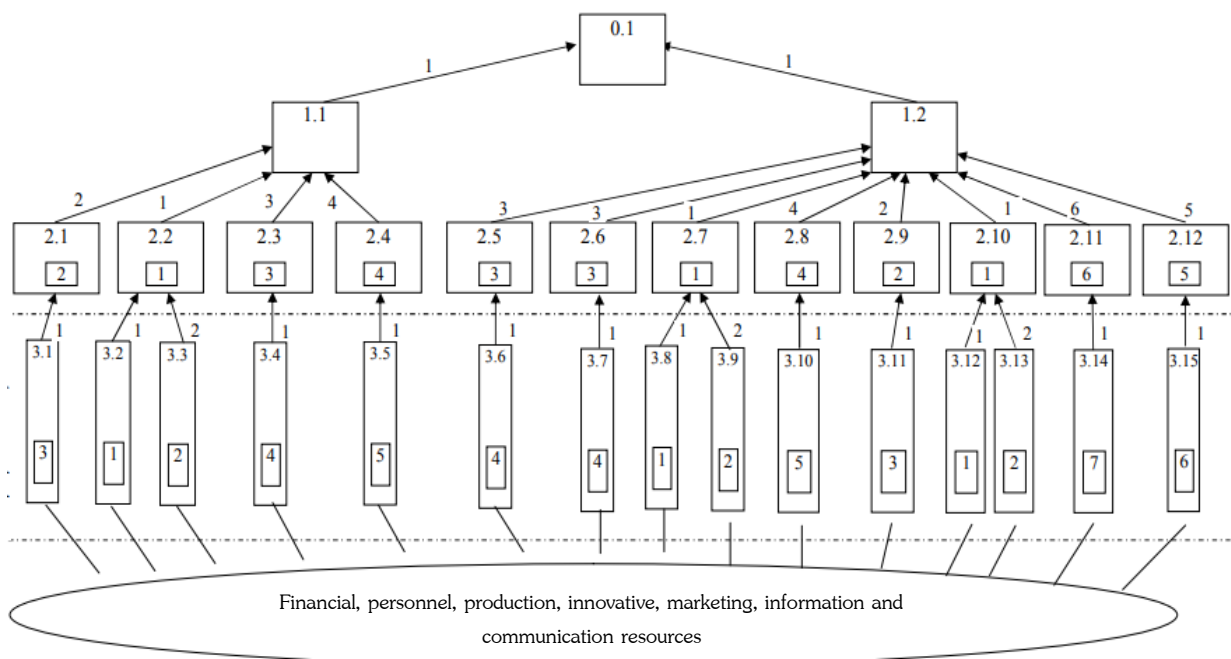 0.1
1 1
1.1 1.2
2 1 3 4 3 3 1 4 2 1 6 5
2.1 2.2 2.3 2.4 2.5 2.6 2.7 2.8 2.9 2.10 2.11 2.12
2 1 3 4 3 3 1 4 2 1 6 5
1 1 2 1 1 1 1 1 2 1 1 1 2 1 1
3.1 3.2 3.3 3.4 3.5 3.6 3.7 3.8 3.9 3.10 3.11 3.12 3.13 3.14 3.15
3 1 2 4 5 4 4 1 2 5 3 1 2 7 6
Financial, personnel, production, innovative, marketing, information and
communication resources